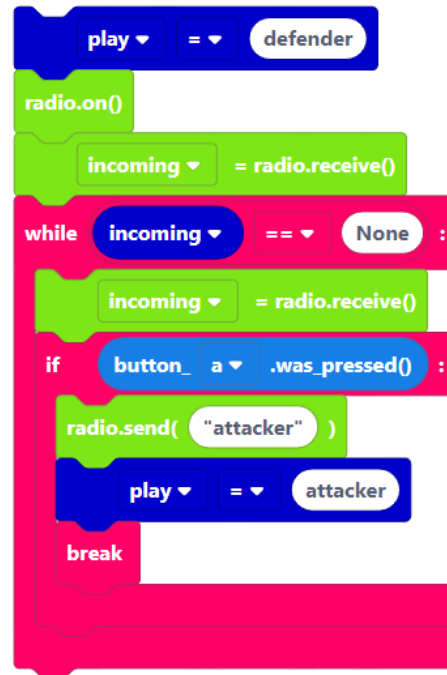 play = defender
radio.on()
incoming = radio.receive()
while incoming == None :
incoming = radio.receive()
if button_ a .was_pressed() :
radio.send( "attacker" )
play = attacker
break